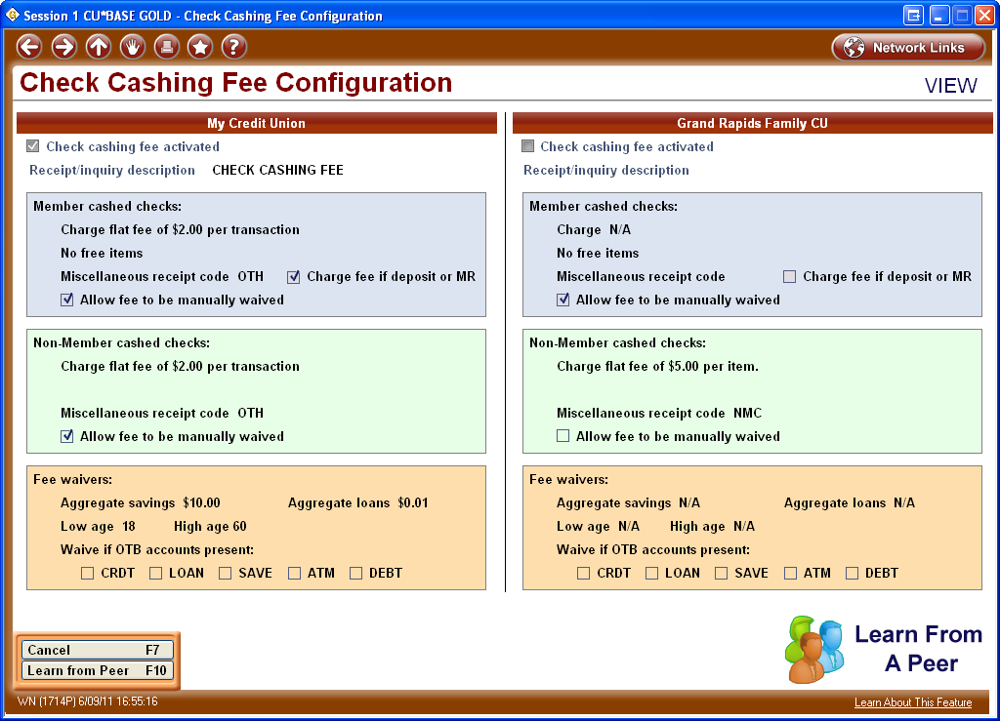 Session 1 CU*BASE GOLD - Check Cashing Fee Configuration
Network Links
Check Cashing Fee Configuration
VIEW
My Credit Union
Check cashing fee activated
Receipt/inquiry description CHECK CASHING FEE
Member cashed checks:
Charge flat fee of $2.00 per transaction
No free items
Miscellaneous receipt code OTH Charge fee if deposit or MR
Allow fee to be manually waived
Non-Member cashed checks:
Charge flat fee of $2.00 per transaction
Miscellaneous receipt code OTH
Allow fee to be manually waived
Fee waivers:
Aggregate savings $10.00 Aggregate loans $0.01
Low age 18 High age 60
Waive if OTB accounts present:
CRDT LOAN SAVE ATM DEBT
Grand Rapids Family CU
Check cashing fee activated
Receipt/inquiry description
Member cashed checks:
Charge N/A
No free items
Miscellaneous receipt code Charge fee if deposit or MR
Allow fee to be manually waived
Non-Member cashed checks:
Charge flat fee of $5.00 per item.
Miscellaneous receipt code NMC
Allow fee to be manually waived
Fee waivers:
Aggregate savings N/A Aggregate loans N/A
Low age N/A High age N/A
Waive if OTB accounts present:
CRDT LOAN SAVE ATM DEBT
Cancel F7
Learn from Peer F10
Learn From
A Peer
WN (1714P) 6/09/11 16:55:16
Learn About This Feature